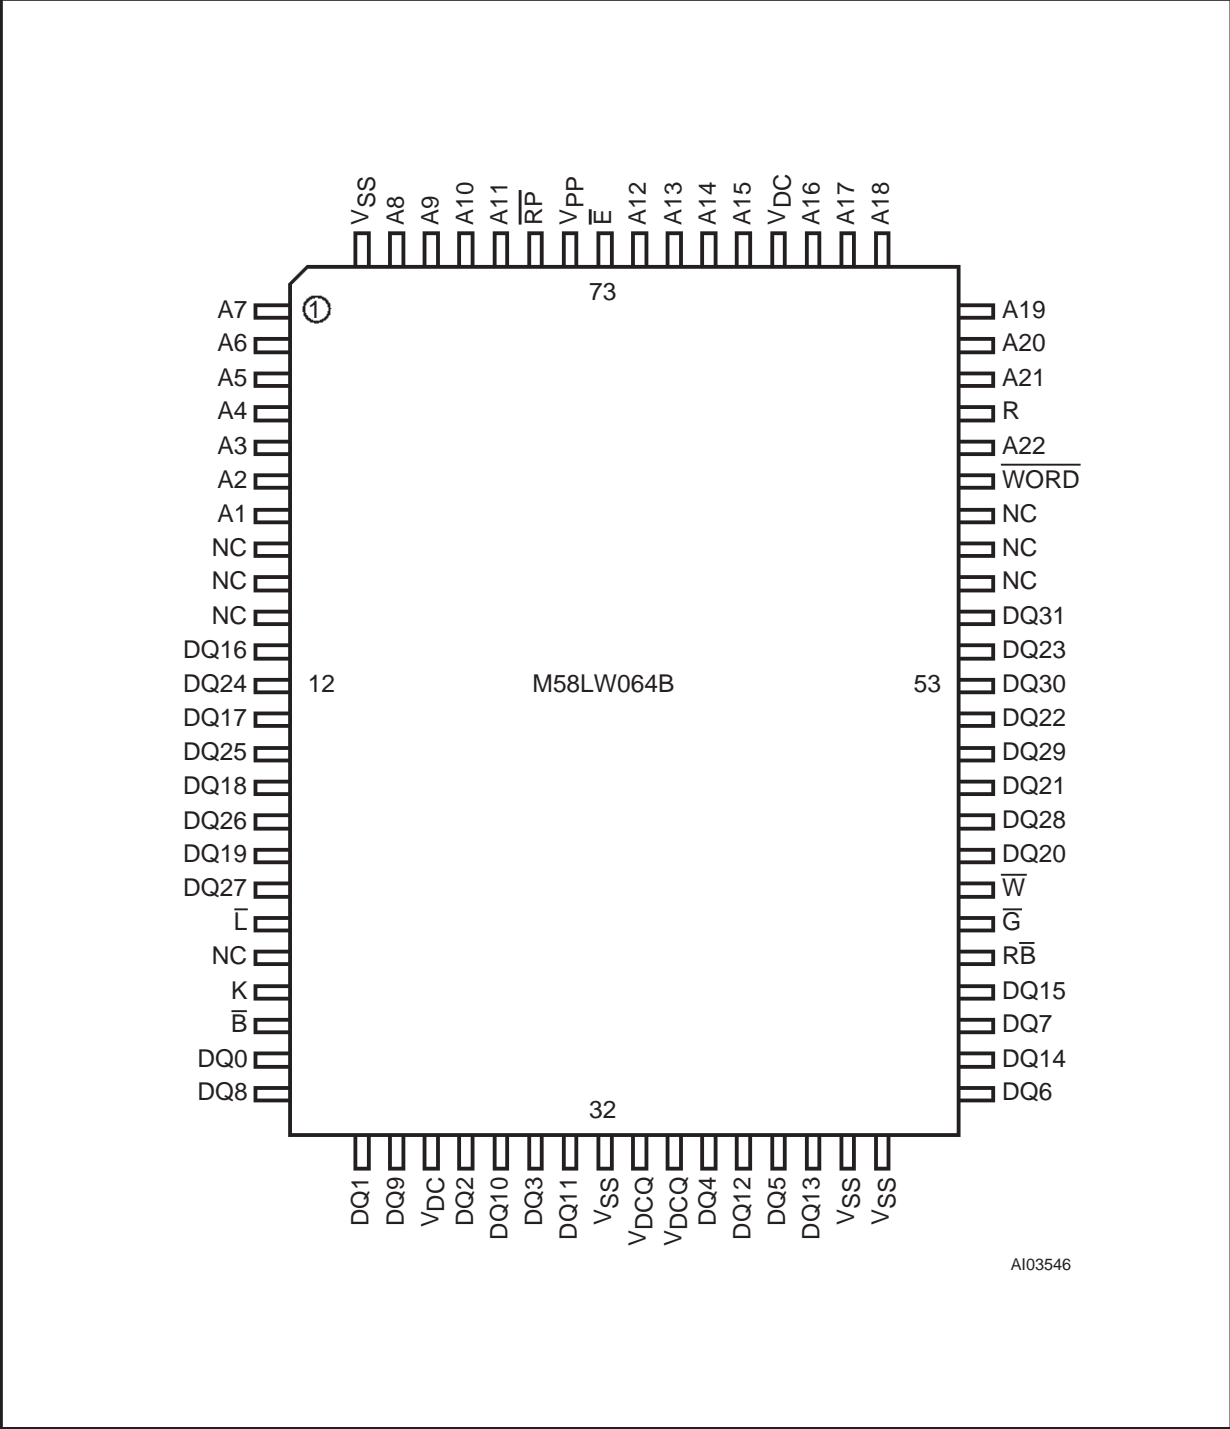 VSS A8 A9 A10 A11 R̅P̅ VPP E̅ A12 A13 A14 A15 VDC A16 A17 A18
73
A7 1 A19
A6 A20
A5 A21
A4 R
A3 A22
A2 W̅O̅R̅D̅
A1 NC
NC NC
NC NC
NC DQ31
DQ16 DQ23
DQ24 12 M58LW064B 53 DQ30
DQ17 DQ22
DQ25 DQ29
DQ18 DQ21
DQ26 DQ28
DQ19 DQ20
DQ27 W̅
L̅ G̅
NC RB̅
K DQ15
B̅ DQ7
DQ0 DQ14
DQ8 DQ6
32
DQ1 DQ9 VDC DQ2 DQ10 DQ3 DQ11 VSS VDCQ VDCQ DQ4 DQ12 DQ5 DQ13 VSS VSS
AI03546